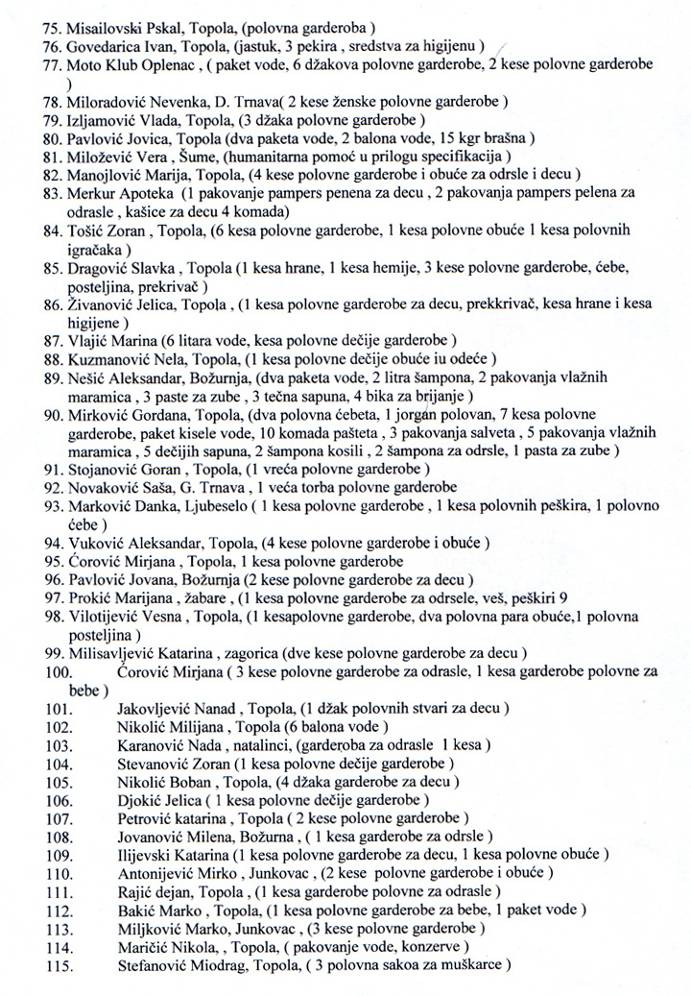 75. Misailovski Pskal, Topola, (polovna garderoba )
76. Govedarica Ivan, Topola, (jastuk, 3 pekira , sredstva za higijenu )
77. Moto Klub Oplenac , ( paket vode, 6 džakova polovne garderobe, 2 kese polovne garderobe
)
78. Miloradović Nevenka, D. Trnava( 2 kese ženske polovne garderobe )
79. Izljamović Vlada, Topola, (3 džaka polovne garderobe )
80. Pavlović Jovica, Topola (dva paketa vode, 2 balona vode, 15 kgr brašna )
81. Miložević Vera , Šume, (humanitarna pomoć u prilogu specifikacija )
82. Manojlović Marija, Topola, (4 kese polovne garderobe i obuće za odrsle i decu )
83. Merkur Apoteka  (1 pakovanje pampers penena za decu , 2 pakovanja pampers pelena za
odrasle , kašice za decu 4 komada)
84. Tošić Zoran , Topola, (6 kesa polovne garderobe, 1 kesa polovne obuće 1 kesa polovnih
igračaka )
85. Dragović Slavka , Topola (1 kesa hrane, 1 kesa hemije, 3 kese polovne garderobe, ćebe,
posteljina, prekrivač )
86. Živanović Jelica, Topola , (1 kesa polovne garderobe za decu, prekkrivač, kesa hrane i kesa
higijene )
87. Vlajić Marina (6 litara vode, kesa polovne dečije garderobe )
88. Kuzmanović Nela, Topola, (1 kesa polovne dečije obuće iu odeće )
89. Nešić Aleksandar, Božurnja, (dva paketa vode, 2 litra šampona, 2 pakovanja vlažnih
maramica , 3 paste za zube , 3 tečna sapuna, 4 bika za brijanje )
90. Mirković Gordana, Topola, (dva polovna ćebeta, 1 jorgan polovan, 7 kesa polovne
garderobe, paket kisele vode, 10 komada pašteta , 3 pakovanja salveta , 5 pakovanja vlažnih
maramica , 5 dečijih sapuna, 2 šampona kosili , 2 šampona za odrsle, 1 pasta za zube )
91. Stojanović Goran , Topola, (1 vreća polovne garderobe )
92. Novaković Saša, G. Trnava , 1 veća torba polovne garderobe
93. Marković Danka, Ljubeselo ( 1 kesa polovne garderobe , 1 kesa polovnih peškira, 1 polovno
ćebe )
94. Vuković Aleksandar, Topola, (4 kese polovne garderobe i obuće )
95. Ćorović Mirjana , Topola, 1 kesa polovne garderobe
96. Pavlović Jovana, Božurnja (2 kese polovne garderobe za decu )
97. Prokić Marijana , žabare , (1 kesa polovne garderobe za odrsele, veš, peškiri 9
98. Vilotijević Vesna , Topola, (1 kesapolovne garderobe, dva polovna para obuće,1 polovna
posteljina )
99. Milisavljević Katarina , zagorica (dve kese polovne garderobe za decu )
100. Ćorović Mirjana ( 3 kese polovne garderobe za odrasle, 1 kesa garderobe polovne za
bebe )
101. Jakovljević Nanad , Topola, (1 džak polovnih stvari za decu )
102. Nikolić Milijana , Topola (6 balona vode )
103. Karanović Nada , natalinci, (garderoba za odrasle  1 kesa )
104. Stevanović Zoran (1 kesa polovne dečije garderobe )
105. Nikolić Boban , Topola, (4 džaka garderobe za decu )
106. Djokić Jelica ( 1 kesa polovne dečije garderobe )
107. Petrović katarina , Topola ( 2 kese polovne garderobe )
108. Jovanović Milena, Božurna , ( 1 kesa garderobe za odrsle )
109. Ilijevski Katarina (1 kesa polovne garderobe za decu, 1 kesa polovne obuće )
110. Antonijević Mirko , Junkovac , (2 kese  polovne garderobe i obuće )
111. Rajić dejan, Topola , (1 kesa garderobe polovne za odrasle )
112. Bakić Marko , Topola, (1 kesa polovne garderobe za bebe, 1 paket vode )
113. Miljković Marko, Junkovac , (3 kese polovne garderobe )
114. Maričić Nikola, , Topola, ( pakovanje vode, konzerve )
115. Stefanović Miodrag, Topola, ( 3 polovna sakoa za muškarce )